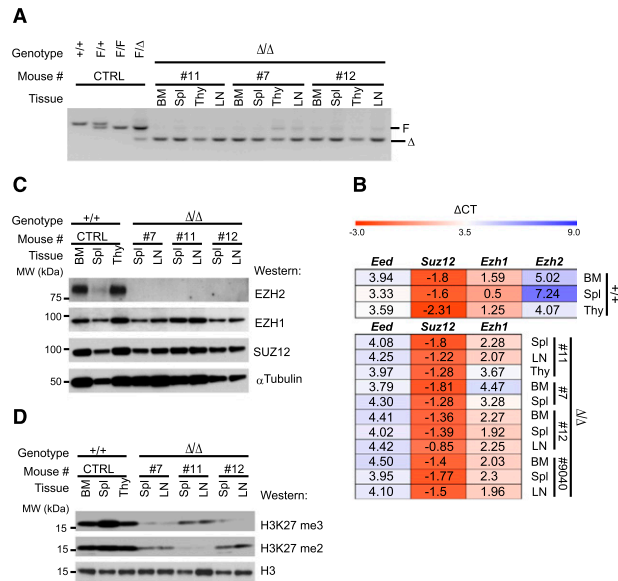 A
Genotype +/+ F/+ F/F F/Δ Δ/Δ
Mouse # CTRL #11 #7 #12
Tissue BM Spl Thy LN BM Spl Thy LN BM Spl Thy LN
F
Δ
C
Genotype +/+ Δ/Δ
Mouse # CTRL #7 #11 #12
Tissue BM Spl Thy Spl LN Spl LN Spl LN
MW (kDa) Western:
75 EZH2
100 EZH1
100 SUZ12
50 αTubulin
D
Genotype +/+ Δ/Δ
Mouse # CTRL #7 #11 #12
Tissue BM Spl Thy Spl LN Spl LN Spl LN
Western:
MW (kDa)
15 H3K27 me3
15 H3K27 me2
15 H3
B
ΔCT
-3.0 3.5 9.0
Eed Suz12 Ezh1 Ezh2
3.94 -1.8 1.59 5.02 BM
3.33 -1.6 0.5 7.24 Spl
3.59 -2.31 1.25 4.07 Thy
+/+
Eed Suz12 Ezh1
4.08 -1.8 2.28 Spl
4.25 -1.22 2.07 LN
3.97 -1.28 3.67 Thy
3.79 -1.81 4.47 BM
4.30 -1.28 3.28 Spl
4.41 -1.36 2.27 BM
4.02 -1.39 1.92 Spl
4.42 -0.85 2.25 LN
4.50 -1.4 2.03 BM
3.95 -1.77 2.3 Spl
4.10 -1.5 1.96 LN
#11
#7
#12
#9040
Δ/Δ